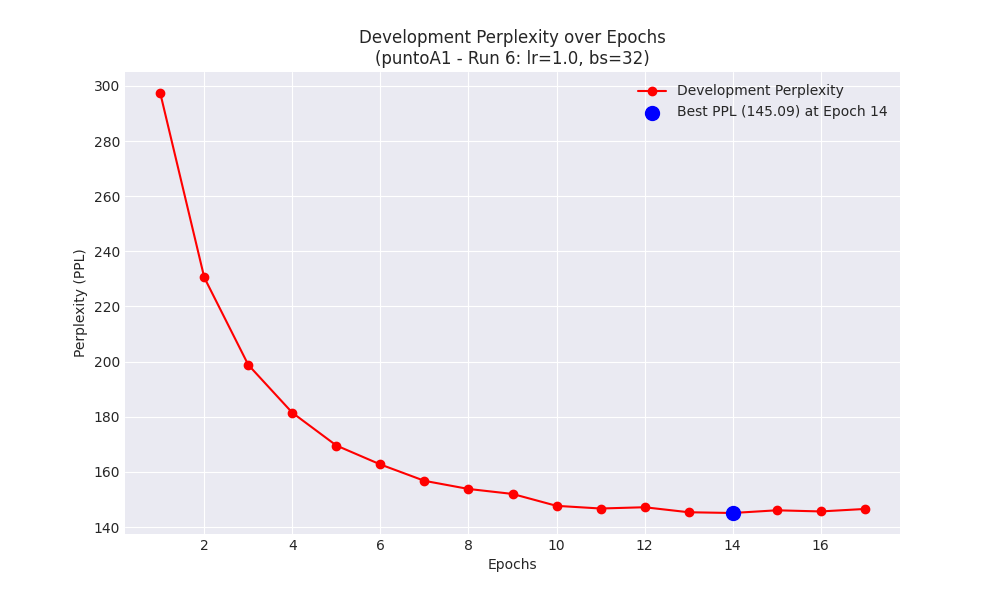 Development Perplexity over Epochs
(puntoA1 - Run 6: lr=1.0, bs=32)
Development Perplexity
Best PPL (145.09) at Epoch 14
Perplexity (PPL)
300
280
260
240
220
200
180
160
140
2 4 6 8 10 12 14 16
Epochs